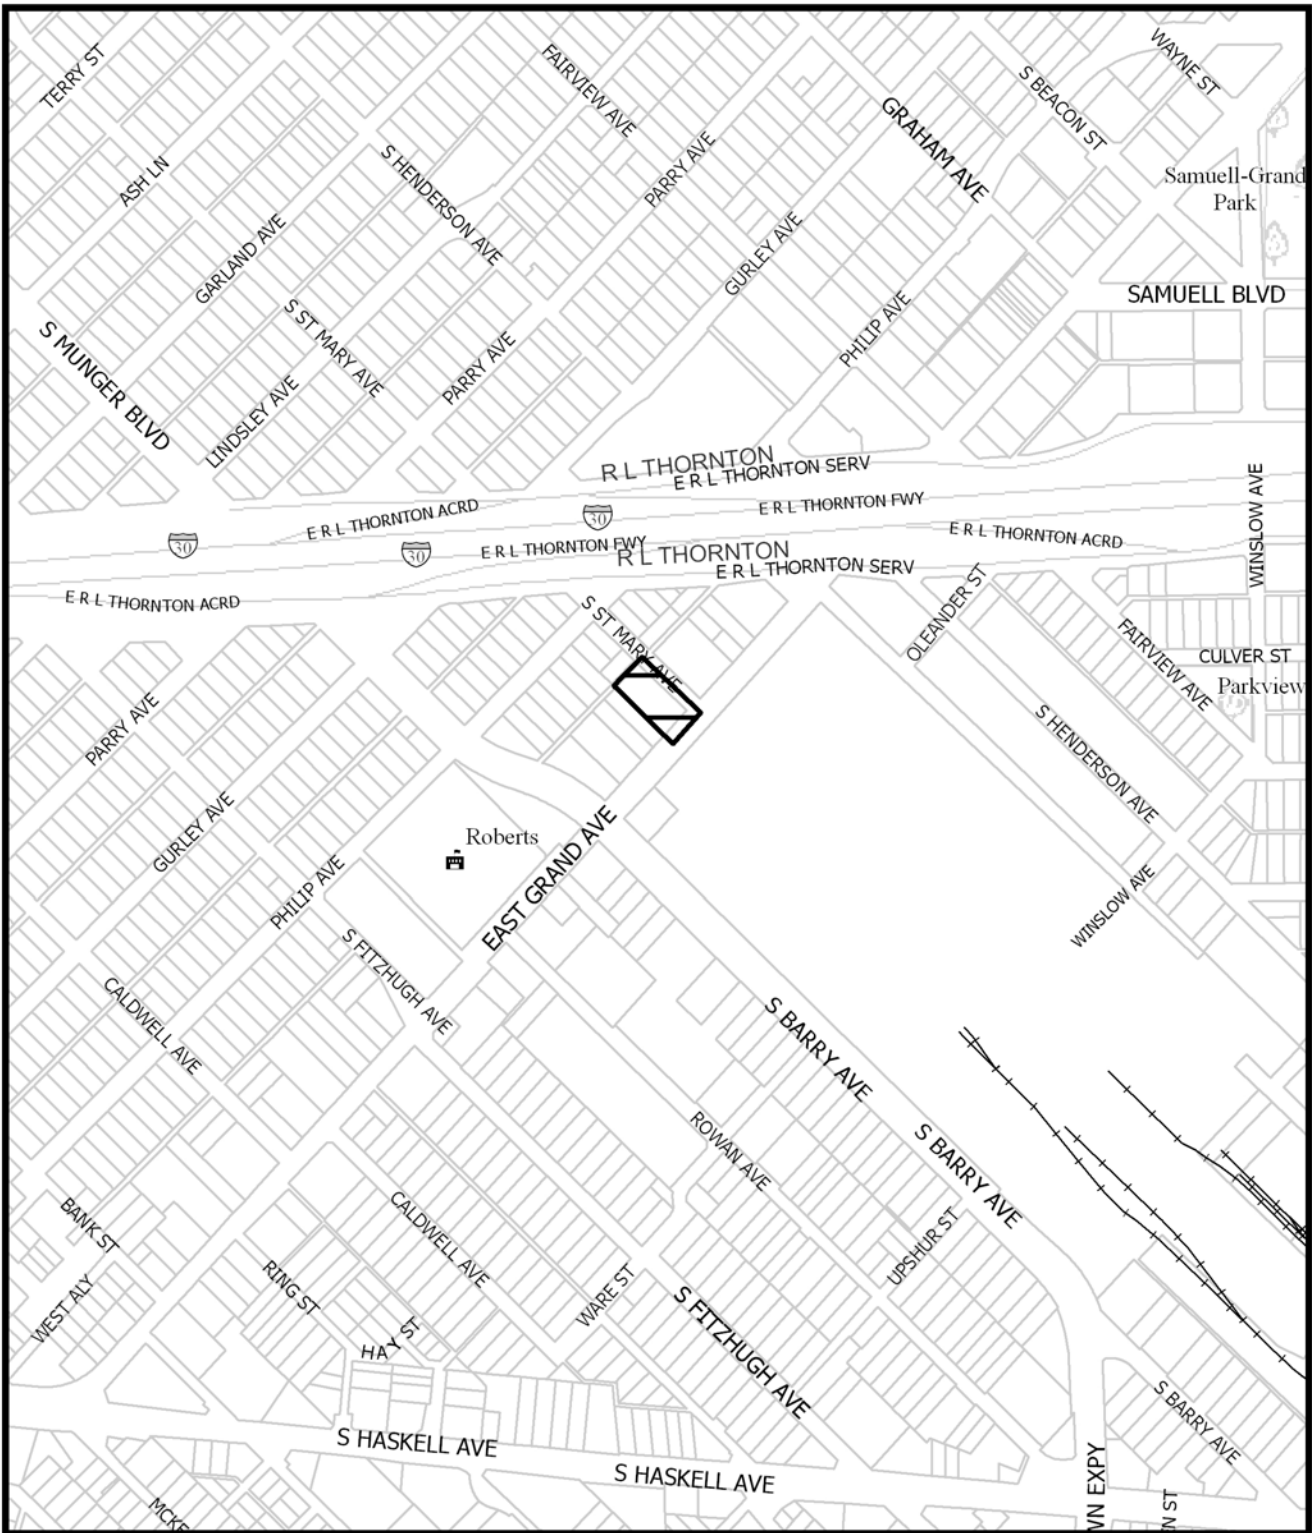 TERRY ST
FAIRVIEW AVE
WAYNE ST
S BEACON ST
GRAHAM AVE
PARRY AVE
ASH LN
S HENDERSON AVE
Samuell-Grand
Park
GARLAND AVE
GURLEY AVE
SAMUELL BLVD
S ST MARY AVE
PHILIP AVE
S MUNGER BLVD
PARRY AVE
LINDSLEY AVE
R L THORNTON
E R L THORNTON SERV
E R L THORNTON FWY
WINSLOW AVE
E R L THORNTON ACRD
30
30
30
E R L THORNTON ACRD
E R L THORNTON FWY
R L THORNTON
E R L THORNTON SERV
E R L THORNTON ACRD
OLEANDER ST
S ST MARY AVE
FAIRVIEW AVE
CULVER ST
Parkview
PARRY AVE
S HENDERSON AVE
GURLEY AVE
Roberts
EAST GRAND AVE
PHILIP AVE
WINSLOW AVE
S FITZHUGH AVE
CALDWELL AVE
S BARRY AVE
ROWAN AVE
S BARRY AVE
BANK ST
CALDWELL AVE
UPSHUR ST
WEST ALY
RING ST
WARE ST
HAY ST
S FITZHUGH AVE
S BARRY AVE
S HASKELL AVE
S HASKELL AVE
WN EXPY
N ST
MCKE